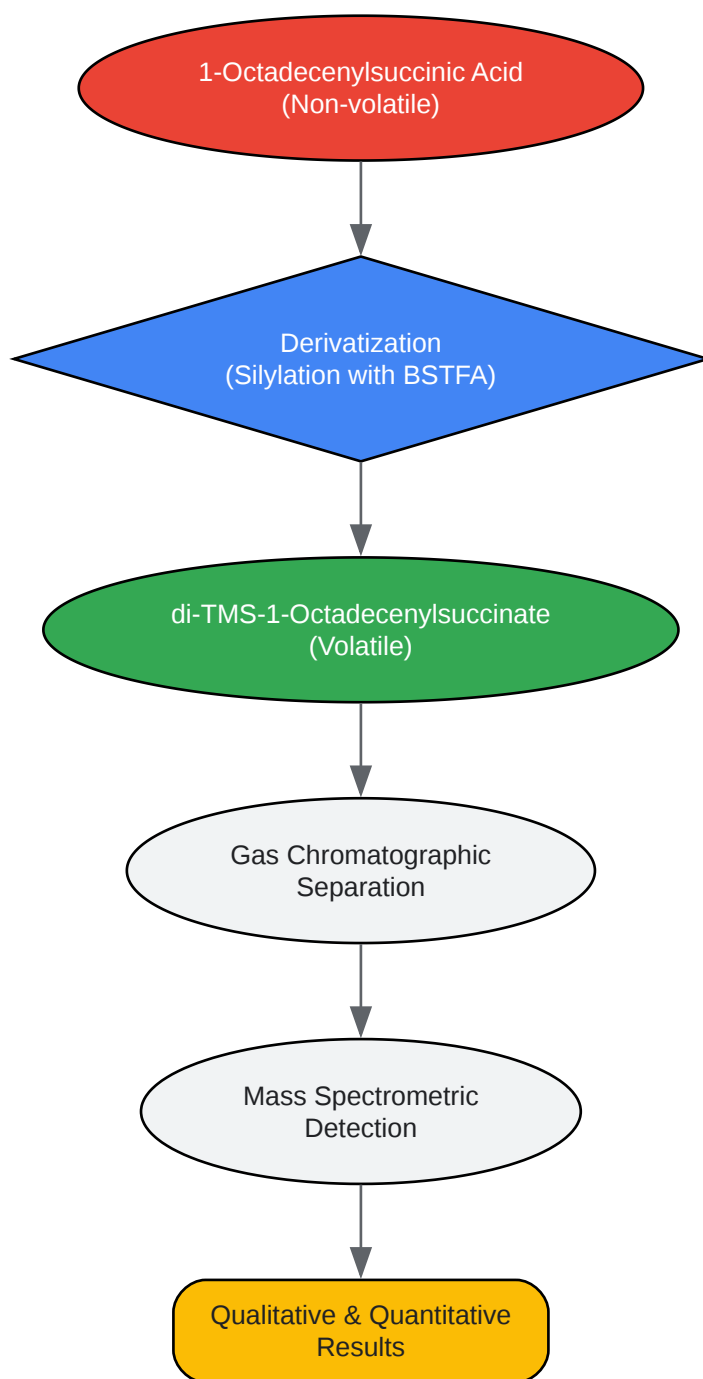 1-Octadecenylsuccinic Acid
(Non-volatile)
Derivatization
(Silylation with BSTFA)
di-TMS-1-Octadecenylsuccinate
(Volatile)
Gas Chromatographic
Separation
Mass Spectrometric
Detection
Qualitative & Quantitative
Results